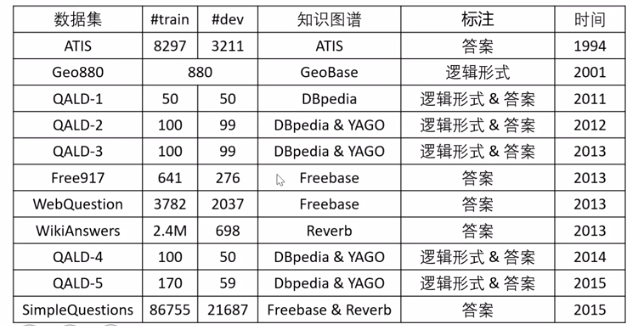 数据集 #train #dev 知识图谱 标注 时间
ATIS 8297 3211 ATIS 答案 1994
Geo880 880 GeoBase 逻辑形式 2001
QALD-1 50 50 DBpedia 逻辑形式 & 答案 2011
QALD-2 100 99 DBpedia & YAGO 逻辑形式 & 答案 2012
QALD-3 100 99 DBpedia & YAGO 逻辑形式 & 答案 2013
Free917 641 276 Freebase 答案 2013
WebQuestion 3782 2037 Freebase 答案 2013
WikiAnswers 2.4M 698 Reverb 答案 2013
QALD-4 100 50 DBpedia & YAGO 逻辑形式 & 答案 2014
QALD-5 170 59 Dbpedia & YAGO 逻辑形式 & 答案 2015
SimpleQuestions 86755 21687 Freebase & Reverb 答案 2015